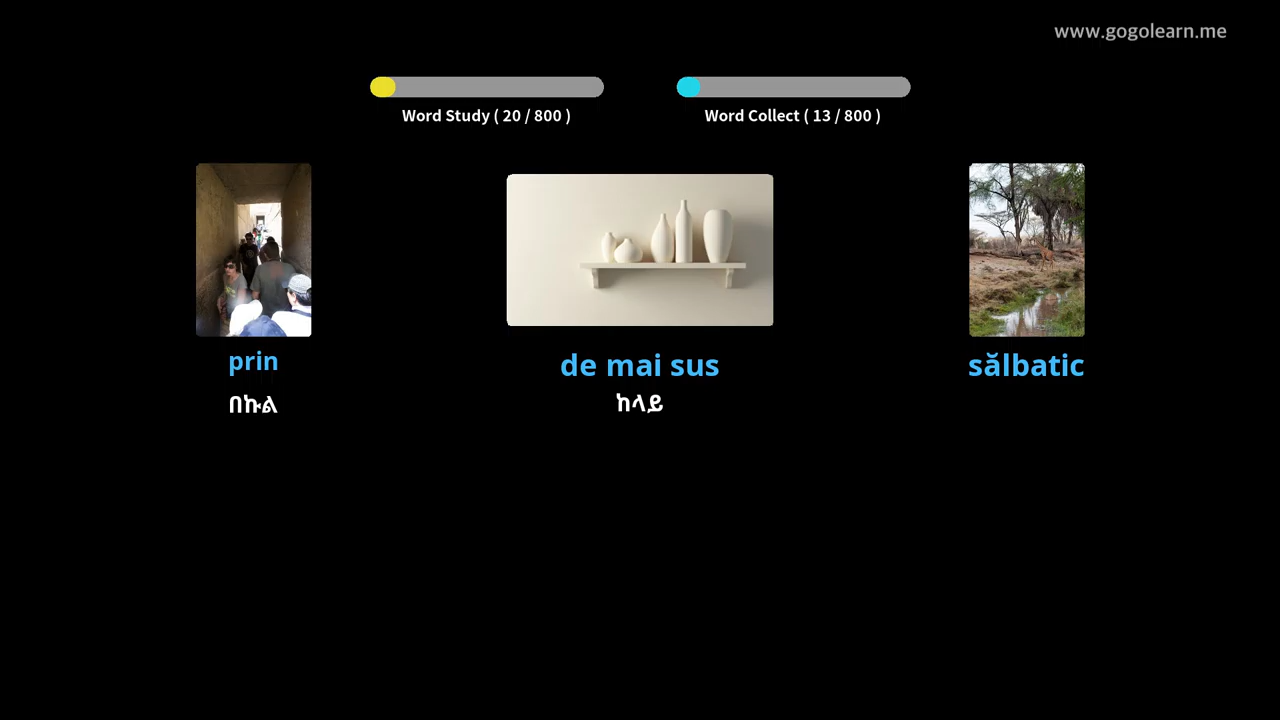 www.gogolearn.me
Word Study ( 20 / 800 )
Word Collect ( 13 / 800 )
prin
በኩል
de mai sus
ከላይ
sălbatic